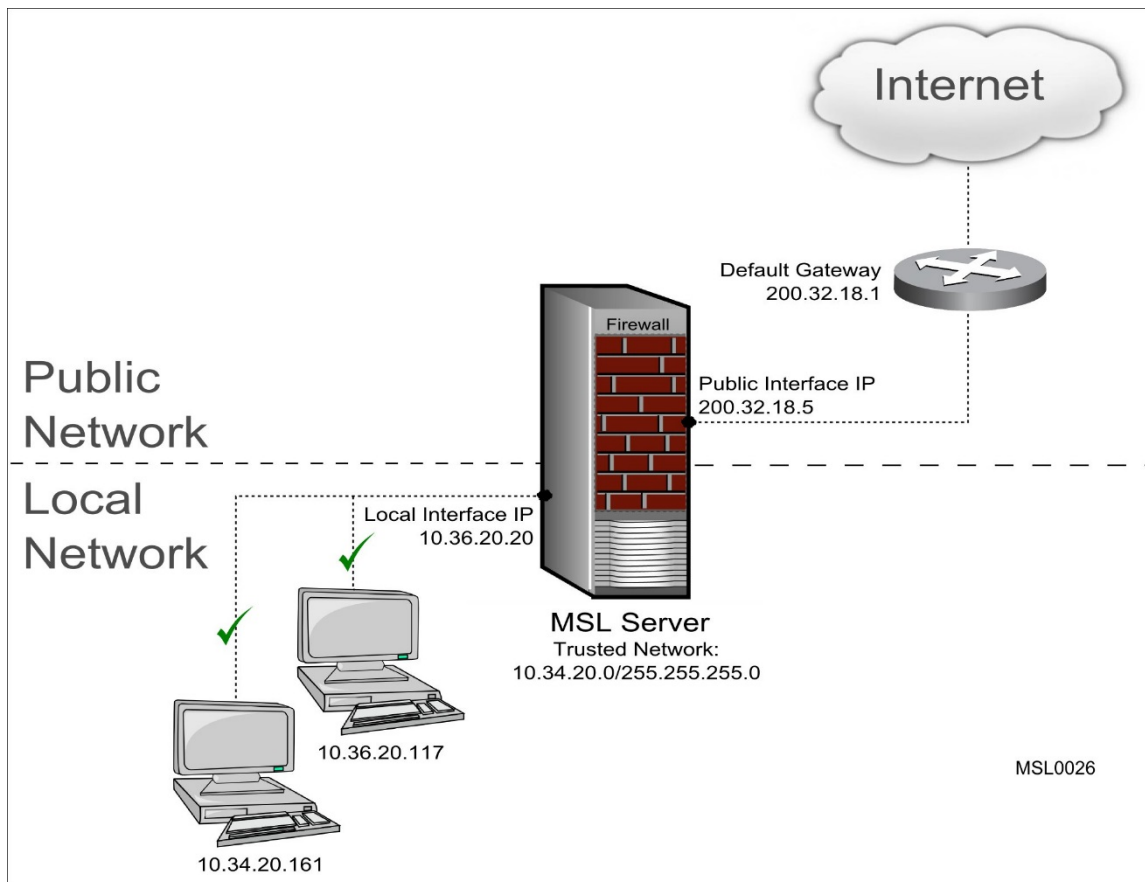 Internet
Default Gateway
200.32.18.1
Firewall
Public Interface IP
200.32.18.5
Public
Network
Local
Network
Local Interface IP
10.36.20.20
MSL Server
Trusted Network:
10.34.20.0/255.255.255.0
10.36.20.117
MSL0026
10.34.20.161